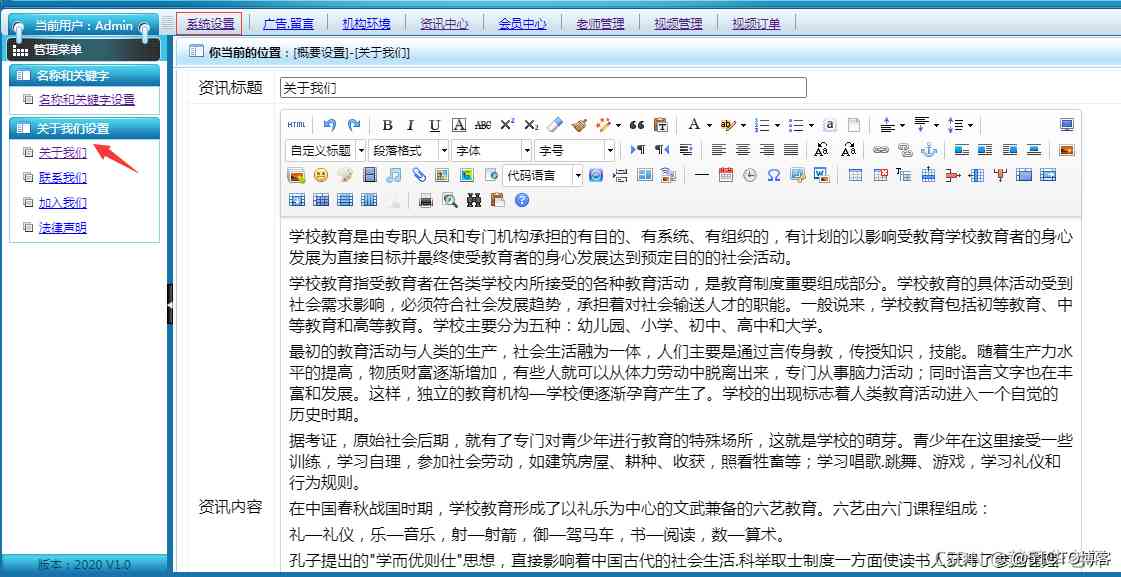 当前用户：Admin
系统设置 广告.留言 机构环境 资讯中心 会员中心 老师管理 视频管理 视频订单
管理菜单
你当前的位置：[概要设置]-[关于我们]
名称和关键字
名称和关键字设置
关于我们设置
关于我们
联系我们
加入我们
法律声明
版本：2020 V1.0
资讯标题 关于我们
HTML B I U A ABC X² X₂ A ab a
自定义标题 段落格式 字体 字号
代码语言
资讯内容
学校教育是由专职人员和专门机构承担的有目的、有系统、有组织的，有计划的以影响受教育学校教育者的身心
发展为直接目标并最终使受教育者的身心发展达到预定目的的社会活动。
学校教育指受教育者在各类学校内所接受的各种教育活动，是教育制度重要组成部分。学校教育的具体活动受到
社会需求影响，必须符合社会发展趋势，承担着对社会输送人才的职能。一般说来，学校教育包括初等教育、中
等教育和高等教育。学校主要分为五种：幼儿园、小学、初中、高中和大学。
最初的教育活动与人类的生产，社会生活融为一体，人们主要是通过言传身教，传授知识，技能。随着生产力水
平的提高，物质财富逐渐增加，有些人就可以从体力劳动中脱离出来，专门从事脑力活动；同时语言文字也在丰
富和发展。这样，独立的教育机构—学校便逐渐孕育产生了。学校的出现标志着人类教育活动进入一个自觉的
历史时期。
据考证，原始社会后期，就有了专门对青少年进行教育的特殊场所，这就是学校的萌芽。青少年在这里接受一些
训练，学习自理，参加社会劳动，如建筑房屋、耕种、收获，照看牲畜等；学习唱歌.跳舞、游戏，学习礼仪和
行为规则。
在中国春秋战国时期，学校教育形成了以礼乐为中心的文武兼备的六艺教育。六艺由六门课程组成：
礼—礼仪，乐—音乐，射—射箭，御—驾马车，书—阅读，数—算术。
孔子提出的"学而优则仕"思想，直接影响着中国古代的社会生活.科举取士制度一方面使读书人获得了参加管理